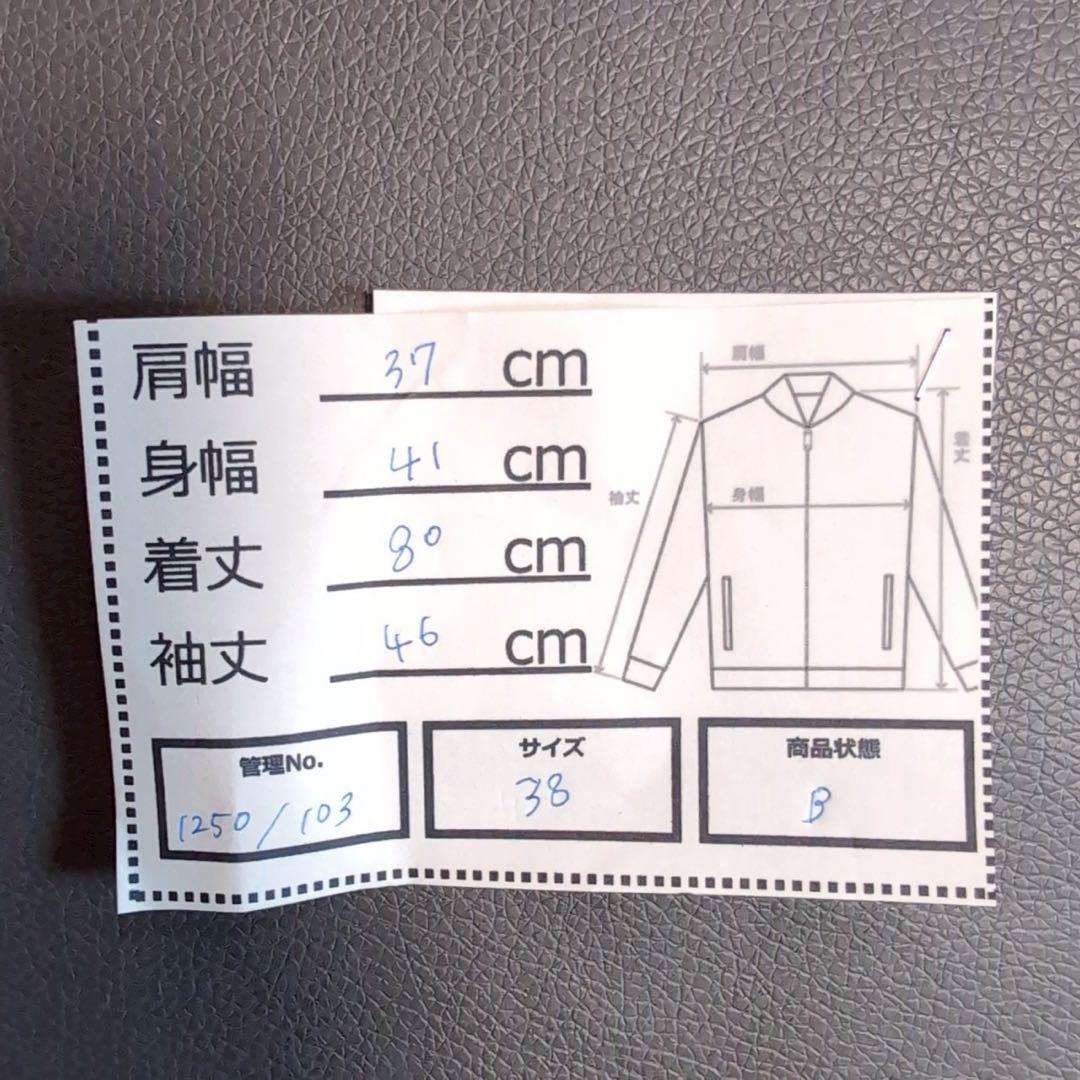 肩幅 37 cm
身幅 41 cm
着丈 80 cm
袖丈 46 cm
肩幅
着丈
袖丈
身幅
管理No.
1250/103
サイズ
38
商品状態
B